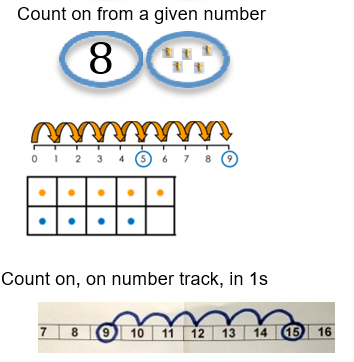 Count on from a given number
8
0 1 2 3 4 5 6 7 8 9
Count on, on number track, in 1s
7 8 9 10 11 12 13 14 15 16